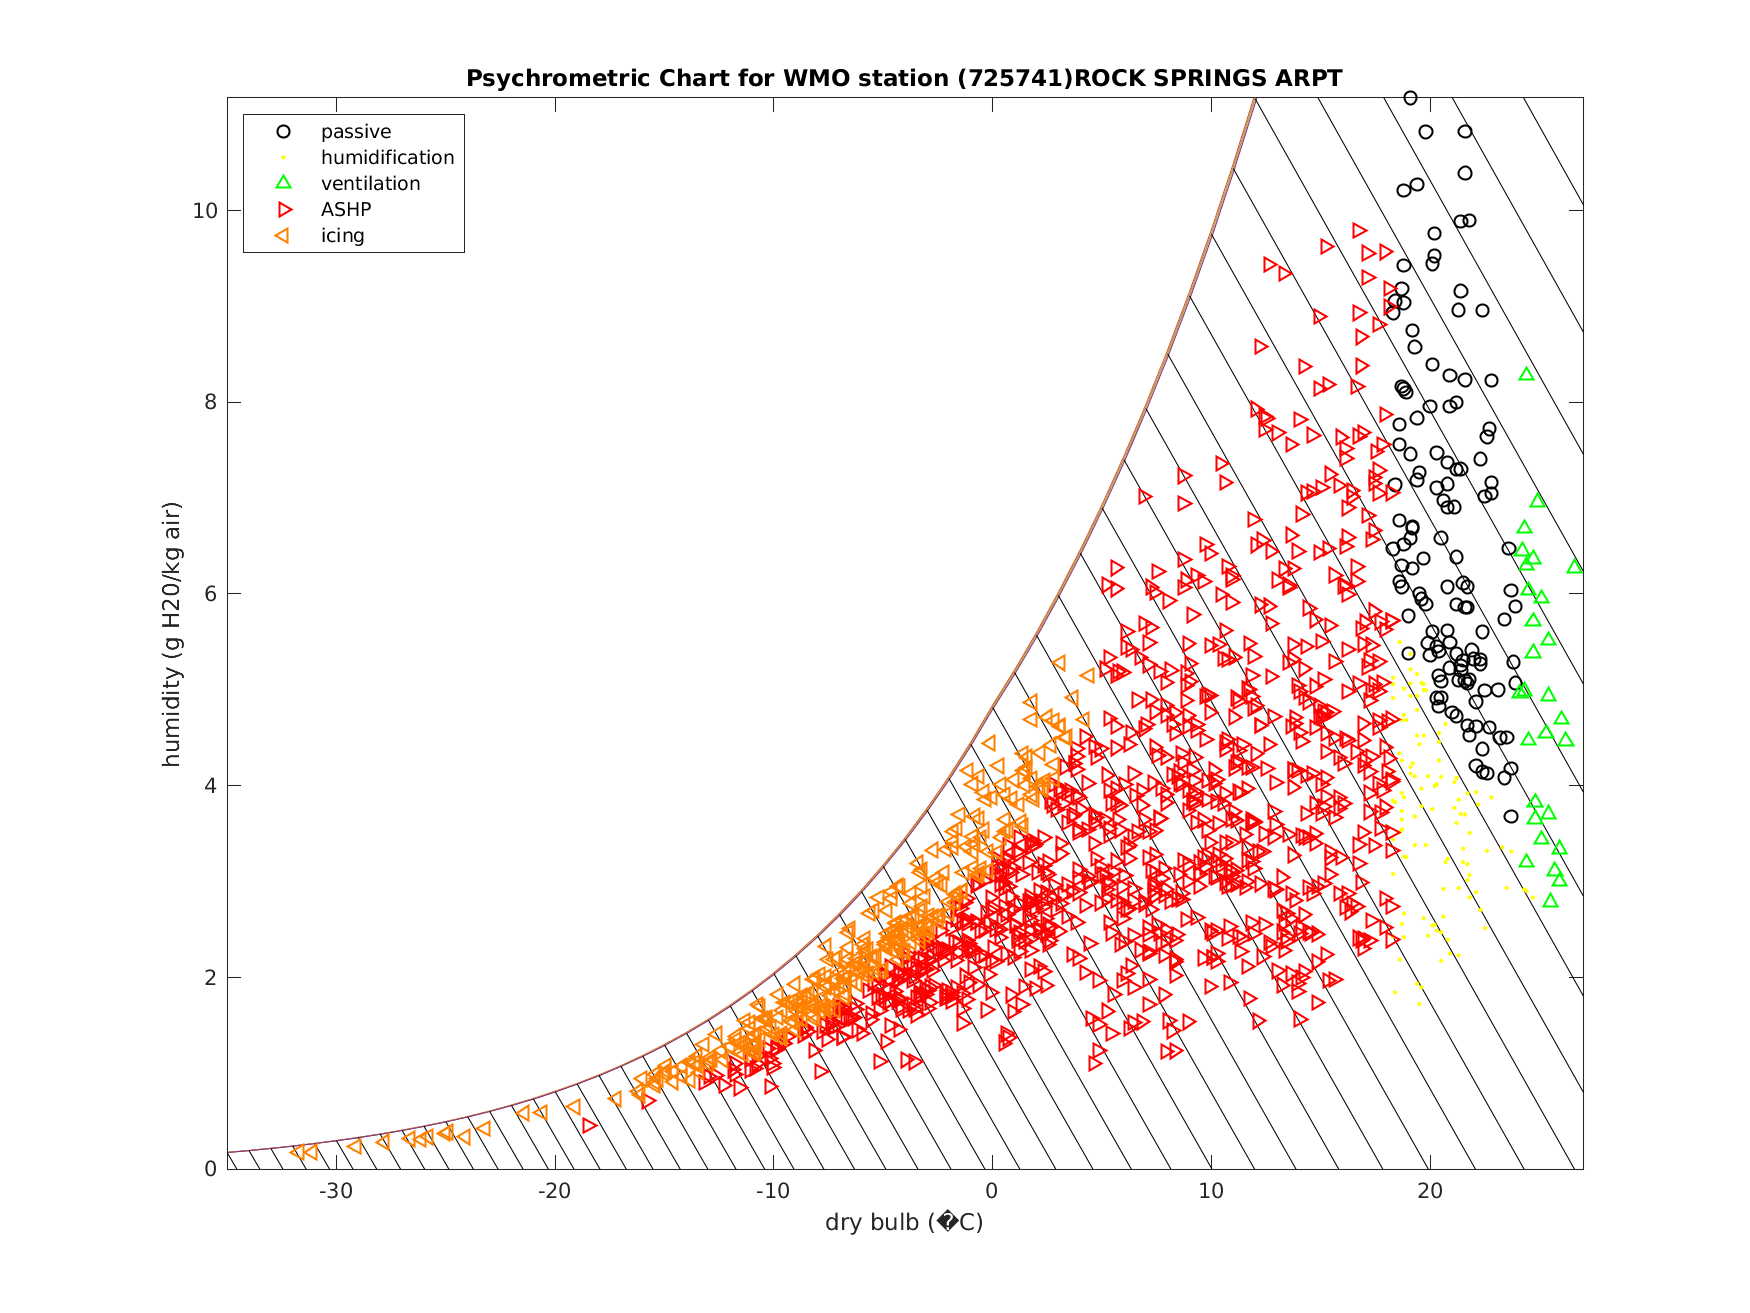 Psychrometric Chart for WMO station (725741)ROCK SPRINGS ARPT
passive
humidification
ventilation
ASHP
icing
humidity (g H20/kg air)
10
8
6
4
2
0
-30 -20 -10 0 10 20
dry bulb (�C)